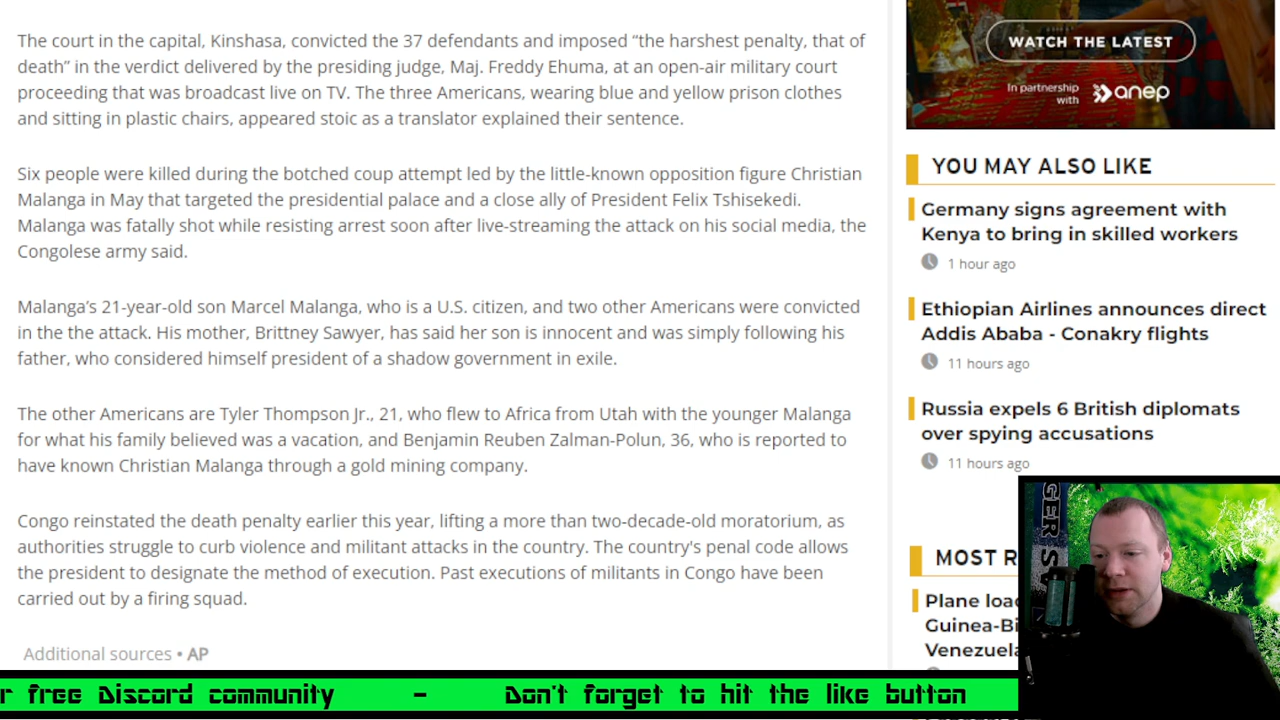 The court in the capital, Kinshasa, convicted the 37 defendants and imposed “the harshest penalty, that of
death” in the verdict delivered by the presiding judge, Maj. Freddy Ehuma, at an open-air military court
proceeding that was broadcast live on TV. The three Americans, wearing blue and yellow prison clothes
and sitting in plastic chairs, appeared stoic as a translator explained their sentence.
Six people were killed during the botched coup attempt led by the little-known opposition figure Christian
Malanga in May that targeted the presidential palace and a close ally of President Felix Tshisekedi.
Malanga was fatally shot while resisting arrest soon after live-streaming the attack on his social media, the
Congolese army said.
Malanga’s 21-year-old son Marcel Malanga, who is a U.S. citizen, and two other Americans were convicted
in the the attack. His mother, Brittney Sawyer, has said her son is innocent and was simply following his
father, who considered himself president of a shadow government in exile.
The other Americans are Tyler Thompson Jr., 21, who flew to Africa from Utah with the younger Malanga
for what his family believed was a vacation, and Benjamin Reuben Zalman-Polun, 36, who is reported to
have known Christian Malanga through a gold mining company.
Congo reinstated the death penalty earlier this year, lifting a more than two-decade-old moratorium, as
authorities struggle to curb violence and militant attacks in the country. The country's penal code allows
the president to designate the method of execution. Past executions of militants in Congo have been
carried out by a firing squad.
Additional sources • AP
WATCH THE LATEST
In partnership
with
anep
YOU MAY ALSO LIKE
Germany signs agreement with
Kenya to bring in skilled workers
1 hour ago
Ethiopian Airlines announces direct
Addis Ababa - Conakry flights
11 hours ago
Russia expels 6 British diplomats
over spying accusations
11 hours ago
MOST R
Plane loa
Guinea-Bi
Venezuela
r free Discord community - Don't forget to hit the like button